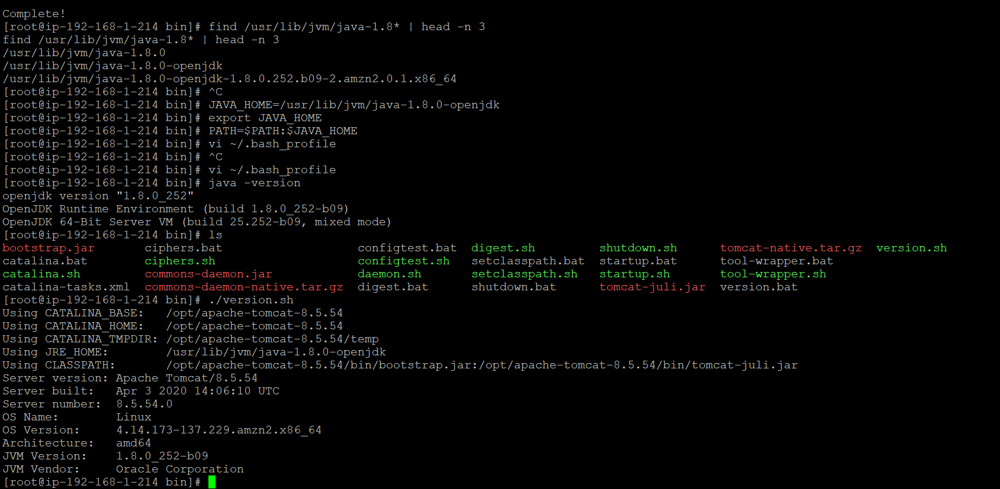 Complete!
[root@ip-192-168-1-214 bin]# find /usr/lib/jvm/java-1.8* | head -n 3
find /usr/lib/jvm/java-1.8* | head -n 3
/usr/lib/jvm/java-1.8.0
/usr/lib/jvm/java-1.8.0-openjdk
/usr/lib/jvm/java-1.8.0-openjdk-1.8.0.252.b09-2.amzn2.0.1.x86_64
[root@ip-192-168-1-214 bin]# ^C
[root@ip-192-168-1-214 bin]# JAVA_HOME=/usr/lib/jvm/java-1.8.0-openjdk
[root@ip-192-168-1-214 bin]# export JAVA_HOME
[root@ip-192-168-1-214 bin]# PATH=$PATH:$JAVA_HOME
[root@ip-192-168-1-214 bin]# vi ~/.bash_profile
[root@ip-192-168-1-214 bin]# ^C
[root@ip-192-168-1-214 bin]# vi ~/.bash_profile
[root@ip-192-168-1-214 bin]# java -version
openjdk version "1.8.0_252"
OpenJDK Runtime Environment (build 1.8.0_252-b09)
OpenJDK 64-Bit Server VM (build 25.252-b09, mixed mode)
[root@ip-192-168-1-214 bin]# ls
bootstrap.jar       ciphers.bat                   configtest.bat  digest.sh         shutdown.sh      tomcat-native.tar.gz  version.sh
catalina.bat        ciphers.sh                    configtest.sh   setclasspath.bat  startup.bat      tool-wrapper.bat
catalina.sh         commons-daemon.jar            daemon.sh       setclasspath.sh   startup.sh       tool-wrapper.sh
catalina-tasks.xml  commons-daemon-native.tar.gz  digest.bat      shutdown.bat      tomcat-juli.jar  version.bat
[root@ip-192-168-1-214 bin]# ./version.sh
Using CATALINA_BASE:   /opt/apache-tomcat-8.5.54
Using CATALINA_HOME:   /opt/apache-tomcat-8.5.54
Using CATALINA_TMPDIR: /opt/apache-tomcat-8.5.54/temp
Using JRE_HOME:        /usr/lib/jvm/java-1.8.0-openjdk
Using CLASSPATH:       /opt/apache-tomcat-8.5.54/bin/bootstrap.jar:/opt/apache-tomcat-8.5.54/bin/tomcat-juli.jar
Server version: Apache Tomcat/8.5.54
Server built:   Apr 3 2020 14:06:10 UTC
Server number:  8.5.54.0
OS Name:        Linux
OS Version:     4.14.173-137.229.amzn2.x86_64
Architecture:   amd64
JVM Version:    1.8.0_252-b09
JVM Vendor:     Oracle Corporation
[root@ip-192-168-1-214 bin]#